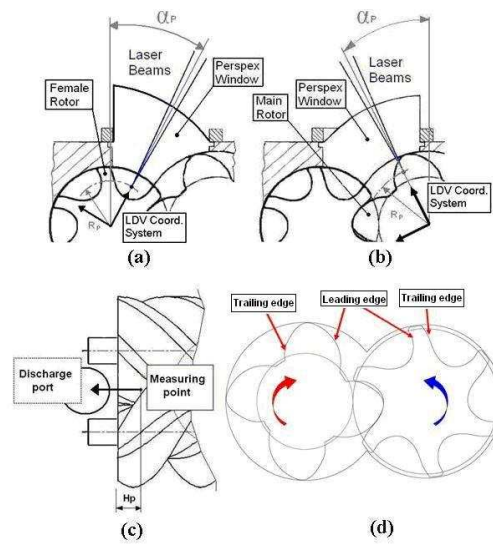 αP
Laser
Beams
Female
Rotor
Perspex
Window
RP
LDV Coord.
System
(a)
αP
Laser
Beams
Perspex
Window
Main
Rotor
RP
LDV Coord.
System
(b)
Discharge
port
Measuring
point
Hp
(c)
Trailing edge
Leading edge
Trailing edge
(d)